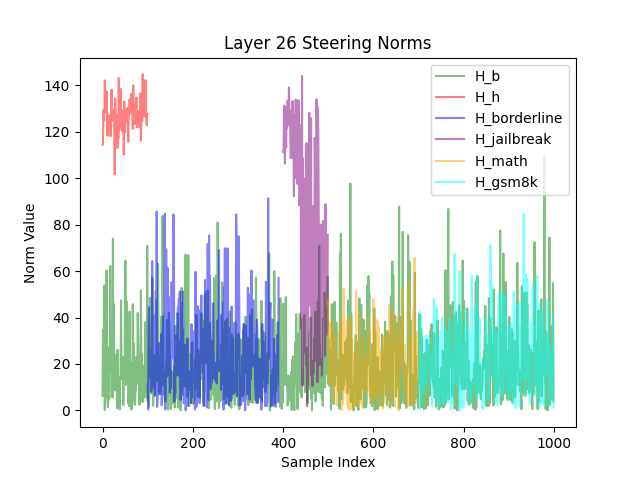 Layer 26 Steering Norms
Norm Value
140
120
100
80
60
40
20
0
0
200
400
600
800
1000
Sample Index
H_b
H_h
H_borderline
H_jailbreak
H_math
H_gsm8k